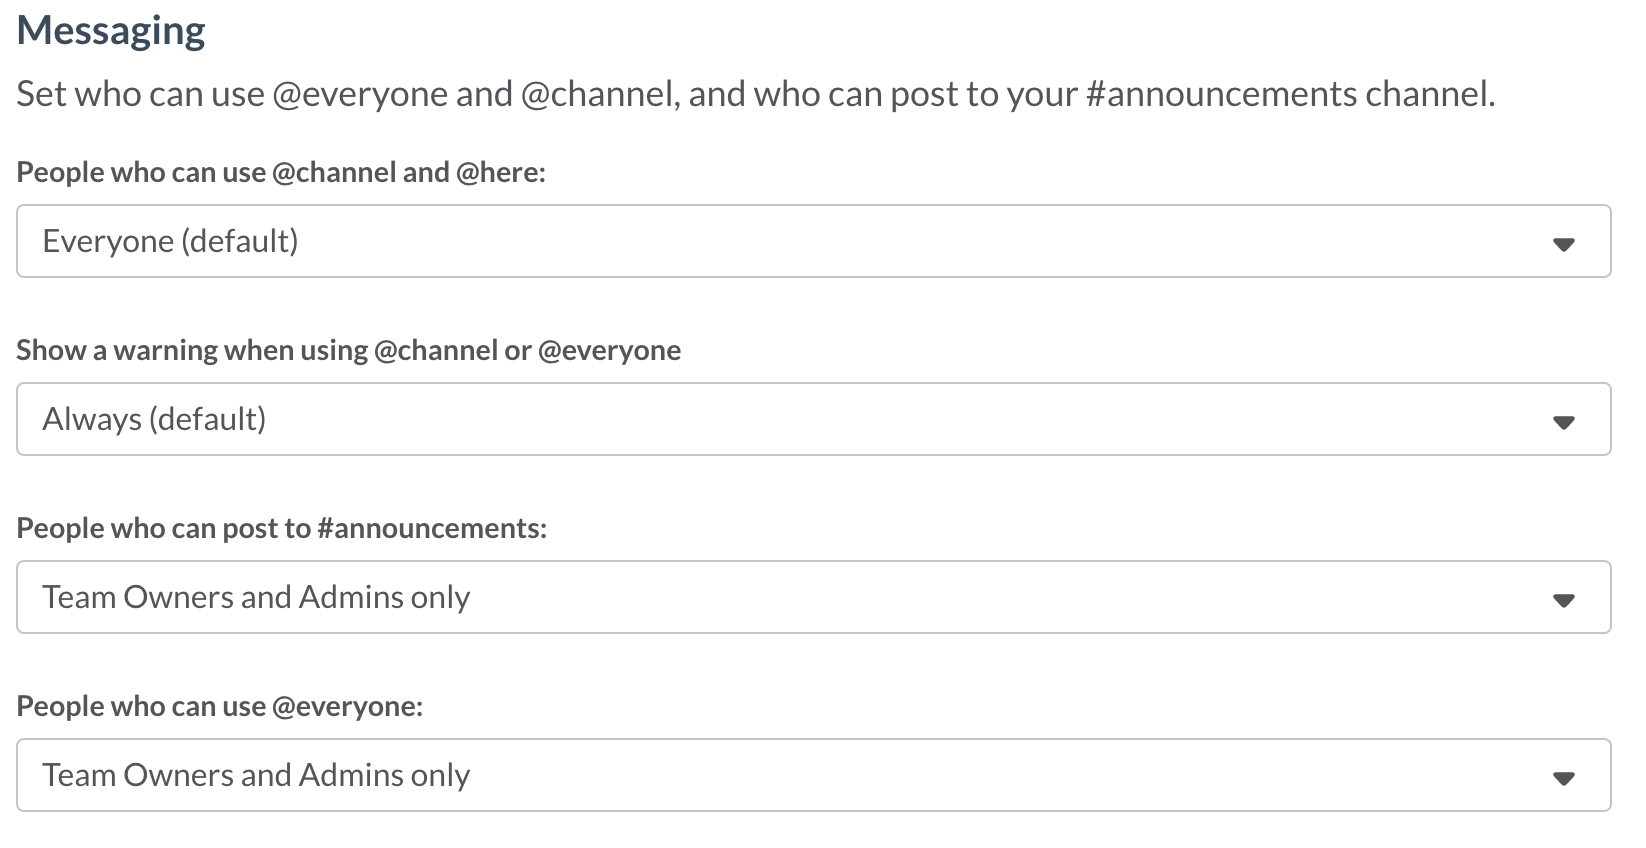 Messaging
Set who can use @everyone and @channel, and who can post to your #announcements channel.
People who can use @channel and @here:
Everyone (default)
Show a warning when using @channel or @everyone
Always (default)
People who can post to #announcements:
Team Owners and Admins only
People who can use @everyone:
Team Owners and Admins only